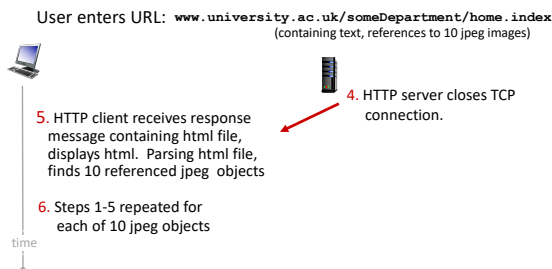 User enters URL: www.university.ac.uk/someDepartment/home.index
(containing text, references to 10 jpeg images)
4. HTTP server closes TCP
connection.
5. HTTP client receives response
message containing html file,
displays html. Parsing html file,
finds 10 referenced jpeg objects
6. Steps 1-5 repeated for
each of 10 jpeg objects
time